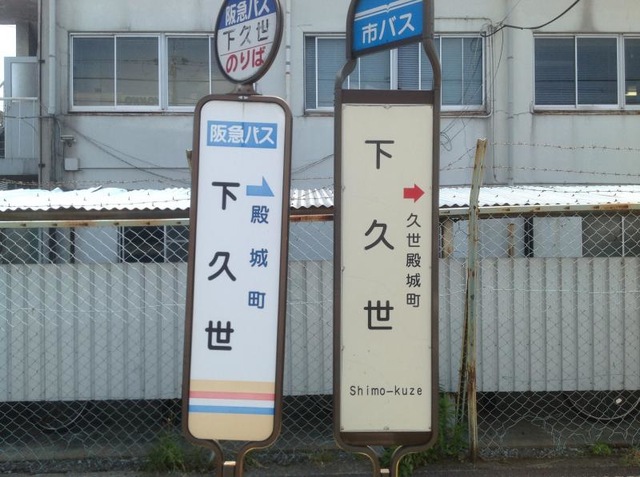 阪急バス
下久世
のりば
阪急バス
下久世
殿城町
市バス
下久世
久世殿城町
Shimo-kuze